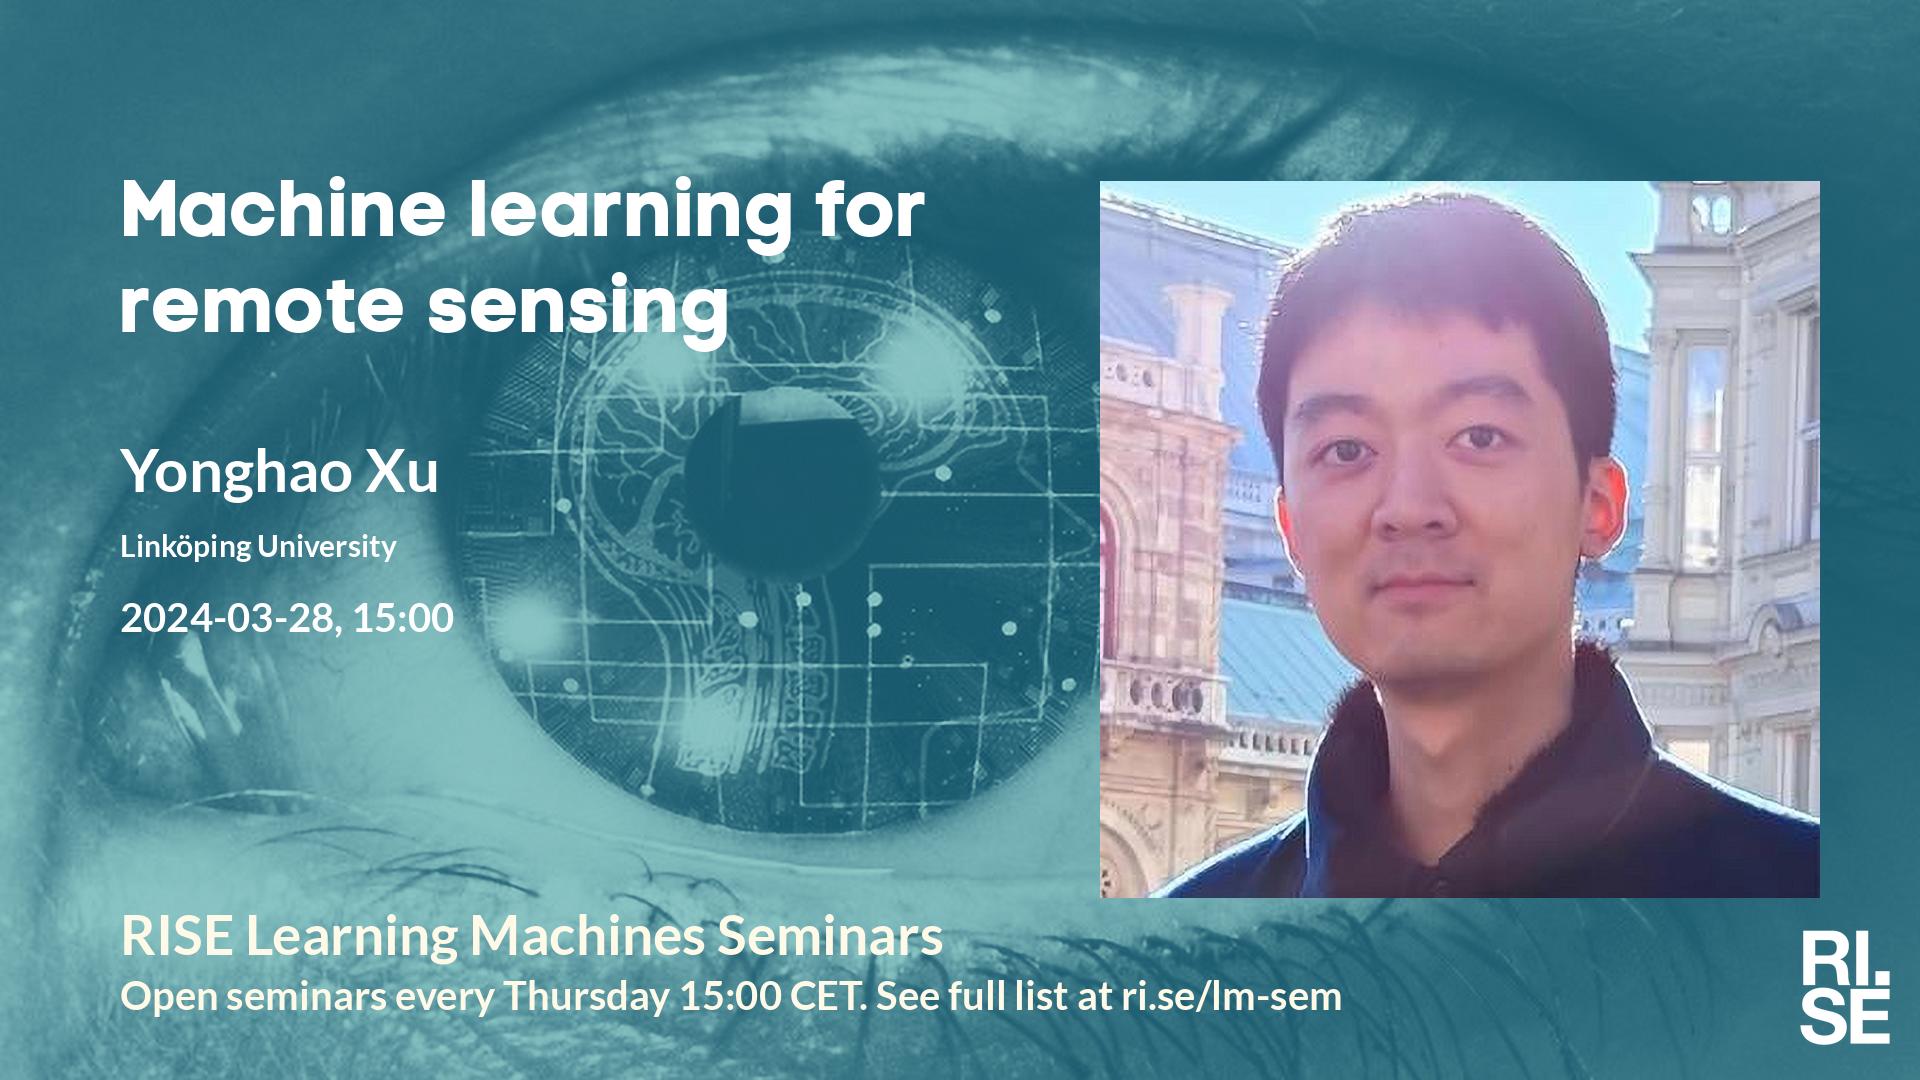 Machine learning for
remote sensing
Yonghao Xu
Linköping University
2024-03-28, 15:00
RISE Learning Machines Seminars
Open seminars every Thursday 15:00 CET. See full list at ri.se/lm-sem
RI.
SE